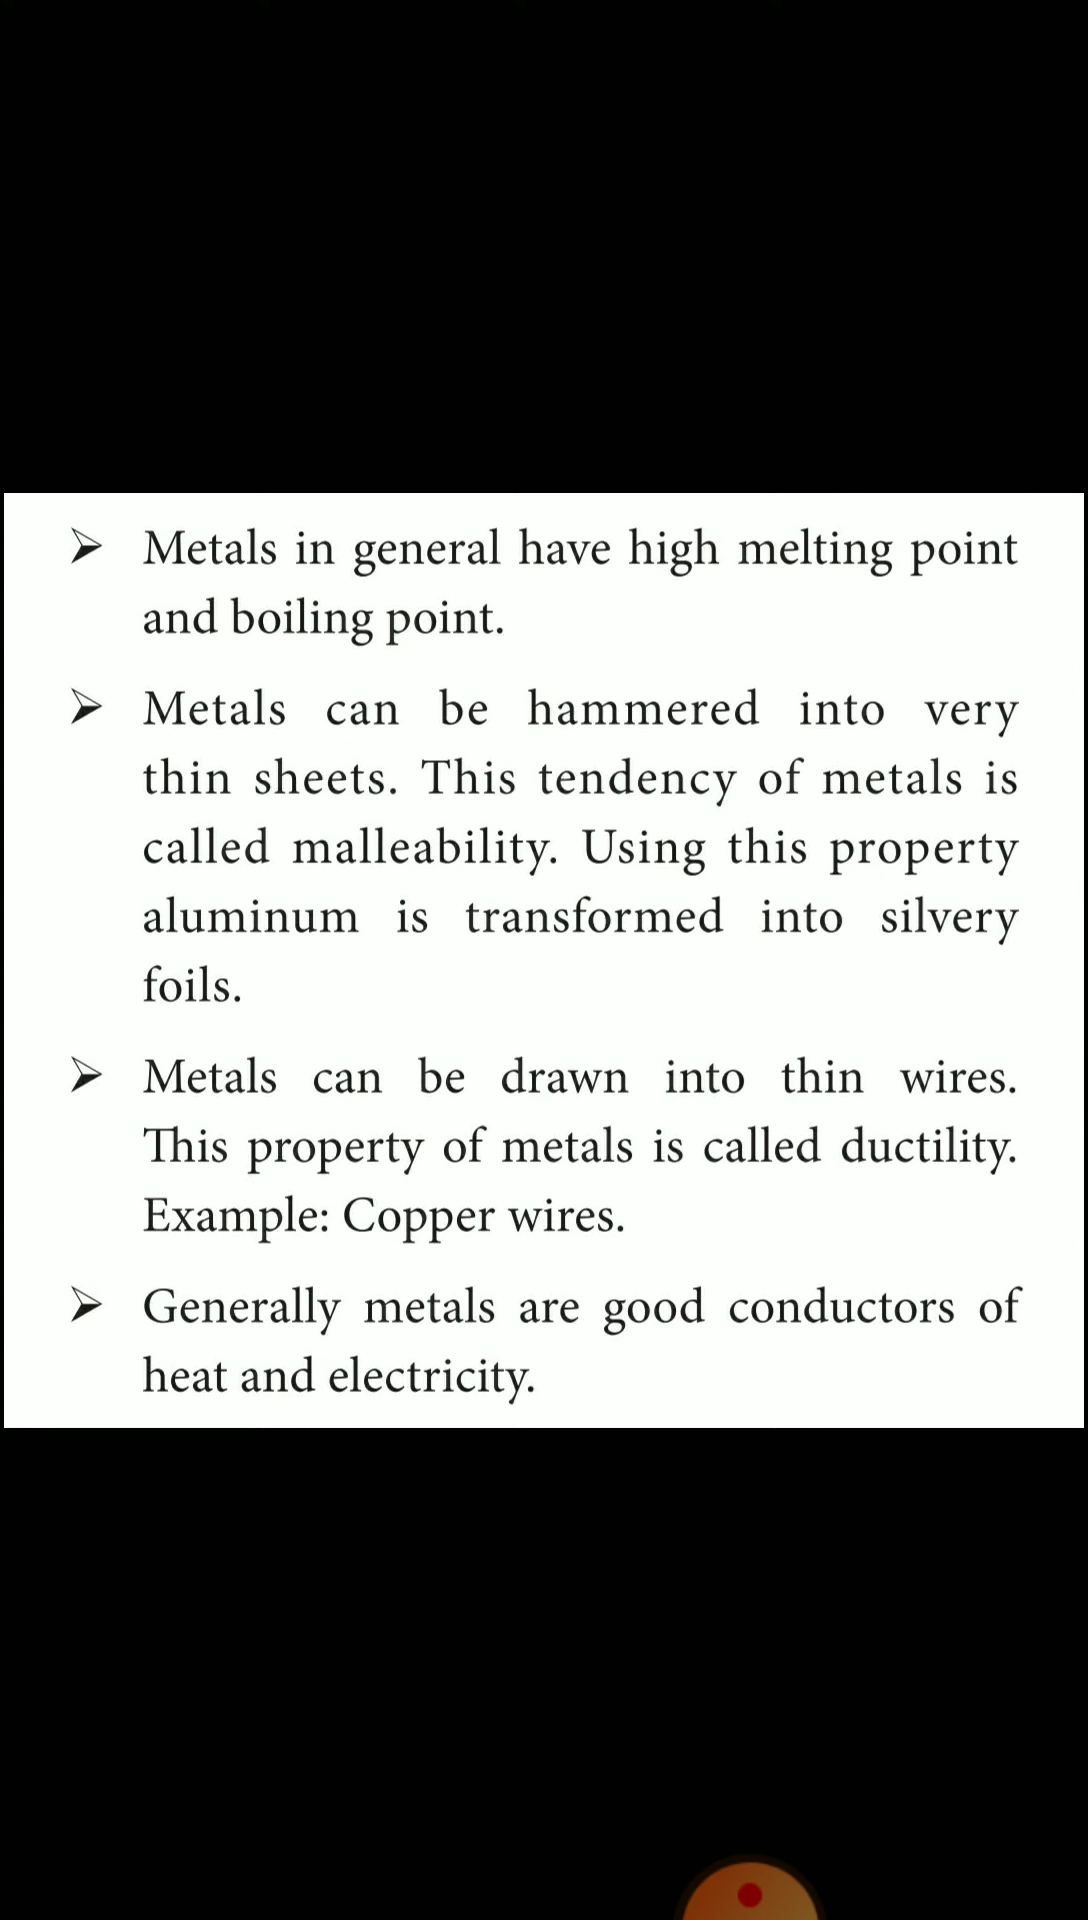 ➢ Metals in general have high melting point
and boiling point.
➢ Metals can be hammered into very
thin sheets. This tendency of metals is
called malleability. Using this property
aluminum is transformed into silvery
foils.
➢ Metals can be drawn into thin wires.
This property of metals is called ductility.
Example: Copper wires.
➢ Generally metals are good conductors of
heat and electricity.